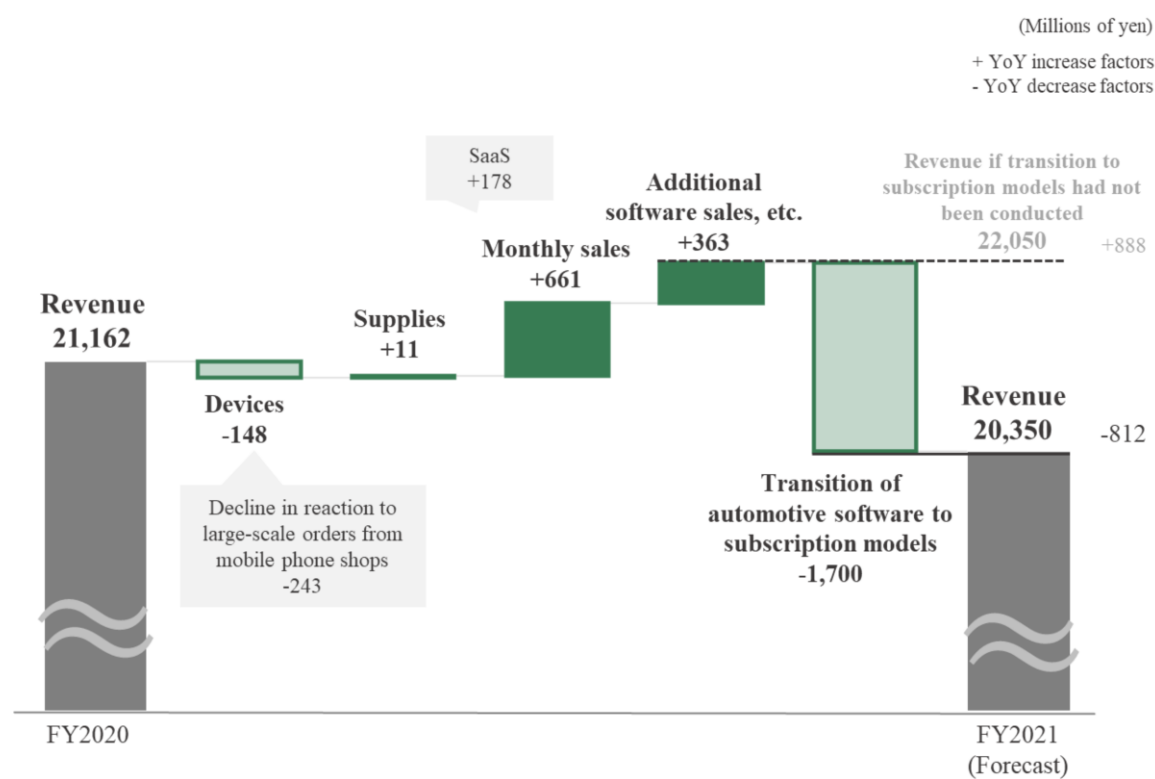 (Millions of yen)
+ YoY increase factors
- YoY decrease factors
SaaS
+178
Revenue if transition to
subscription models had not
been conducted
22,050
+888
Additional
software sales, etc.
+363
Monthly sales
+661
Revenue
21,162
Supplies
+11
Devices
-148
Decline in reaction to
large-scale orders from
mobile phone shops
-243
Revenue
20,350
-812
Transition of
automotive software to
subscription models
-1,700
FY2020
FY2021
(Forecast)